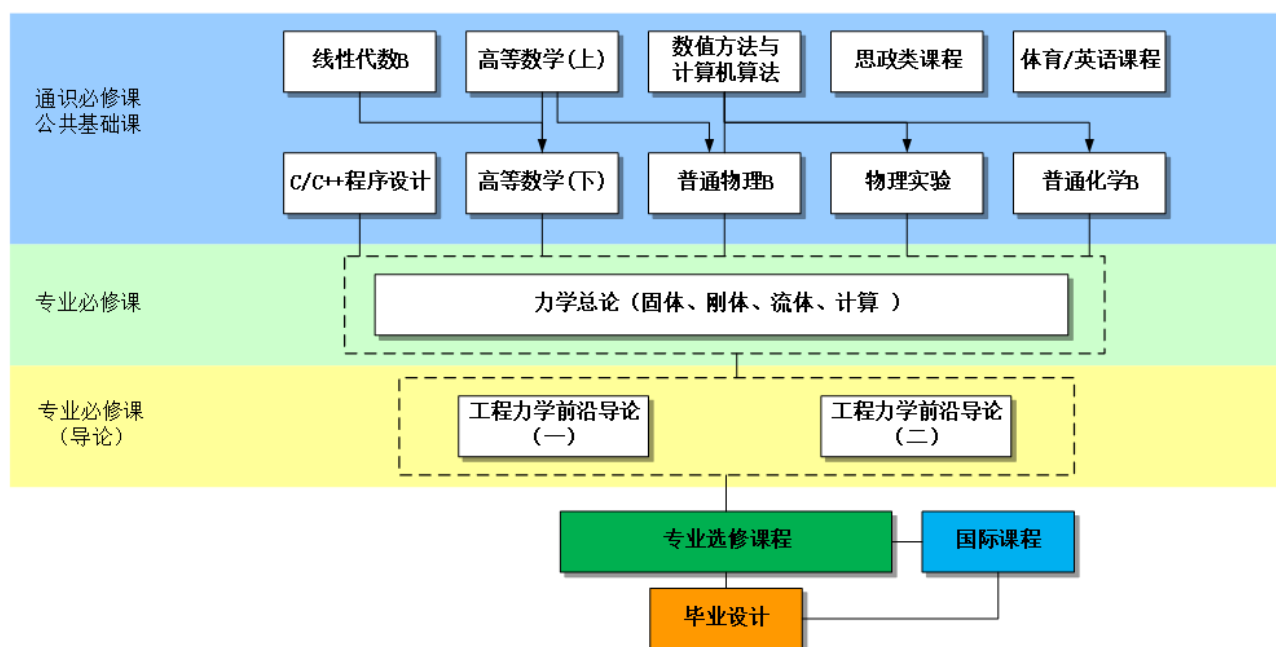 线性代数B
高等数学(上)
数值方法与
计算机算法
思政类课程
体育/英语课程
通识必修课
公共基础课
C/C++程序设计
高等数学(下)
普通物理B
物理实验
普通化学B
专业必修课
力学总论（固体、刚体、流体、计算 ）
专业必修课
（导论）
工程力学前沿导论
(一)
工程力学前沿导论
(二)
专业选修课程
国际课程
毕业设计